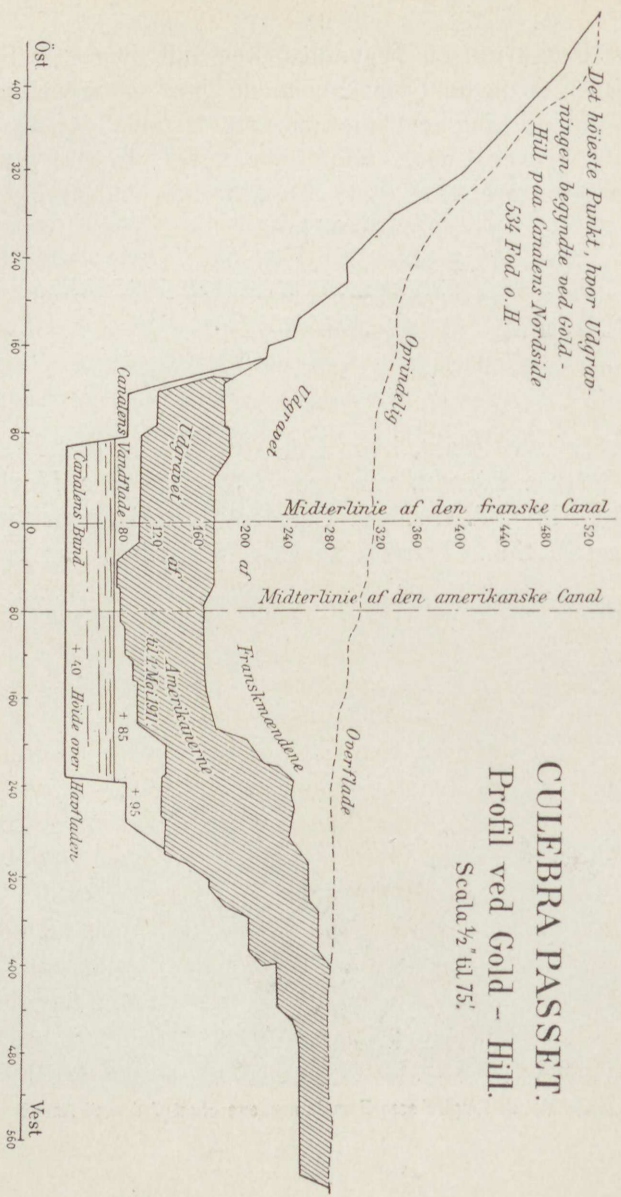 CULEBRA PASSET.
Profil ved Gold - Hill.
Scala ½" til 75'.
Det höieste Punkt, hvor Udgrav-
ningen begyndte ved Gold-
Hill paa Canalens Nordside
534 Fod o. H.
Oprindelig
Overflade
Udgravet
af
Franskmændene
Udgravet
af
Amerikanerne
til 1 Mai 1911.
Midterlinie af den franske Canal
Midterlinie af den amerikanske Canal
520
480
440
400
360
320
280
240
200
160
120
80
Canalens Vandflade
+ 85
+ 95
Canalens Bund
+ 40 Hoide over Havfladen
Öst
400
320
240
160
80
0
0
80
160
240
320
400
480
560
Vest